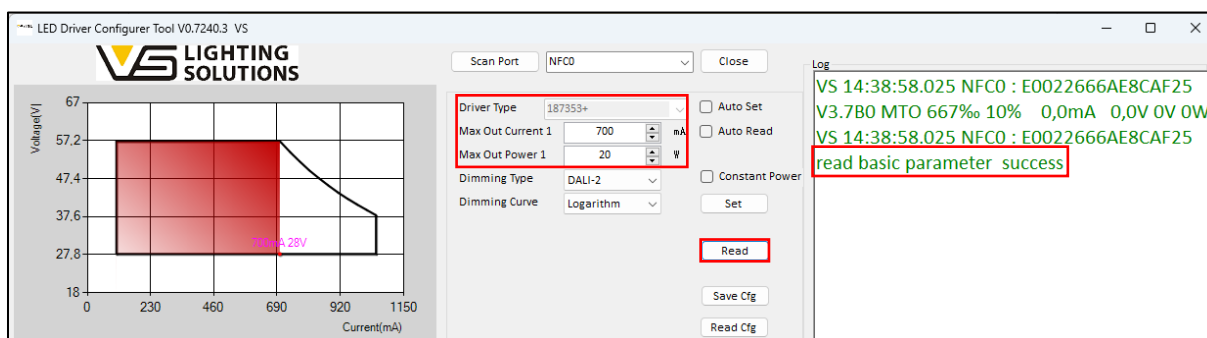 LED Driver Configurer Tool V0.7240.3 VS
VS LIGHTING
SOLUTIONS
Scan Port
NFC0
Close
Log
VS 14:38:58.025 NFC0 : E0022666AE8CAF25
V3.7B0 MTO 667‰ 10% 0,0mA 0,0V 0V 0W
VS 14:38:58.025 NFC0 : E0022666AE8CAF25
read basic parameter success
Driver Type
187353+
Auto Set
Max Out Current 1
700
mA
Auto Read
Max Out Power 1
20
W
Dimming Type
DALI-2
Constant Power
Dimming Curve
Logarithm
Set
Read
Save Cfg
Read Cfg
Voltage[V]
67
57,2
47,4
37,6
27,8
18
700mA 28V
0 230 460 690 920 1150
Current(mA)